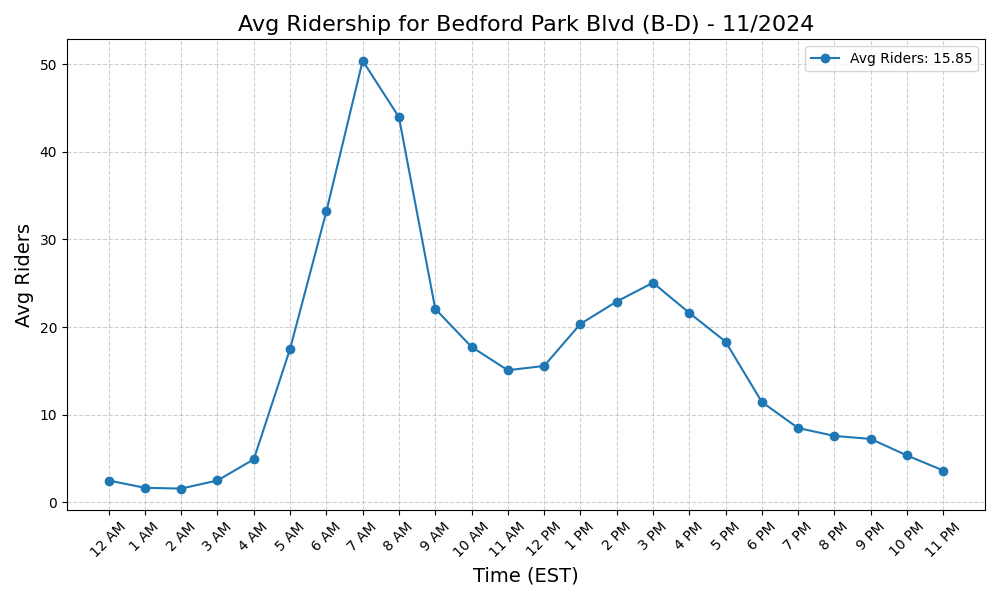 Avg Ridership for Bedford Park Blvd (B-D) - 11/2024
Avg Riders: 15.85
Avg Riders
50
40
30
20
10
0
12 AM
1 AM
2 AM
3 AM
4 AM
5 AM
6 AM
7 AM
8 AM
9 AM
10 AM
11 AM
12 PM
1 PM
2 PM
3 PM
4 PM
5 PM
6 PM
7 PM
8 PM
9 PM
10 PM
11 PM
Time (EST)